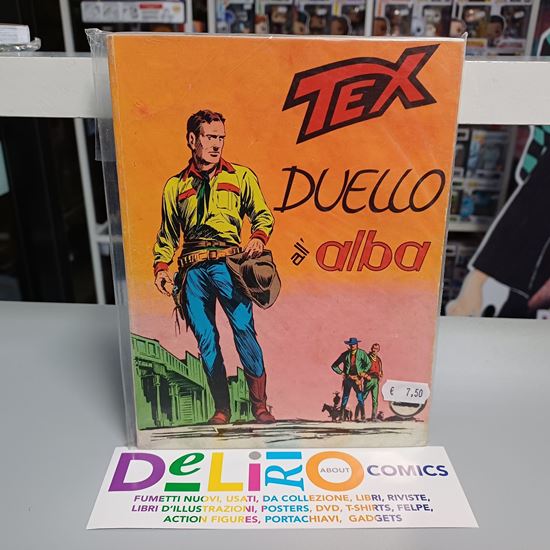 TEX
DUELLO
all'
alba
€ 7,50
DeLiRiO
ABOUT
COMICS
FUMETTI NUOVI, USATI, DA COLLEZIONE, LIBRI, RIVISTE,
LIBRI D'ILLUSTRAZIONI, POSTERS, DVD, T-SHIRTS, FELPE,
ACTION FIGURES, PORTACHIAVI, GADGETS